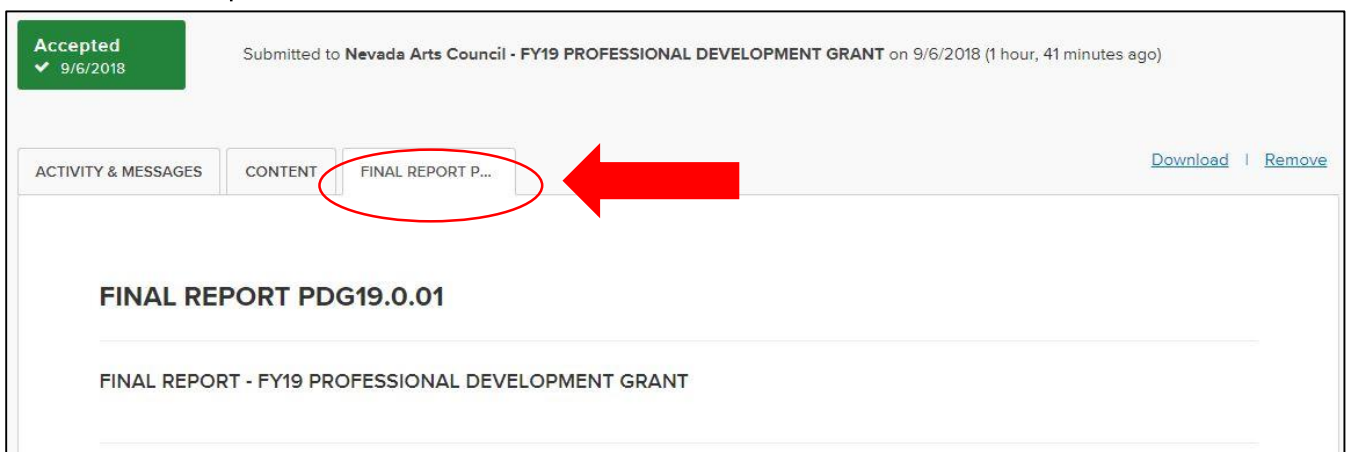 Accepted
✔ 9/6/2018
Submitted to Nevada Arts Council - FY19 PROFESSIONAL DEVELOPMENT GRANT on 9/6/2018 (1 hour, 41 minutes ago)
ACTIVITY & MESSAGES
CONTENT
FINAL REPORT P...
Download | Remove
FINAL REPORT PDG19.0.01
FINAL REPORT - FY19 PROFESSIONAL DEVELOPMENT GRANT